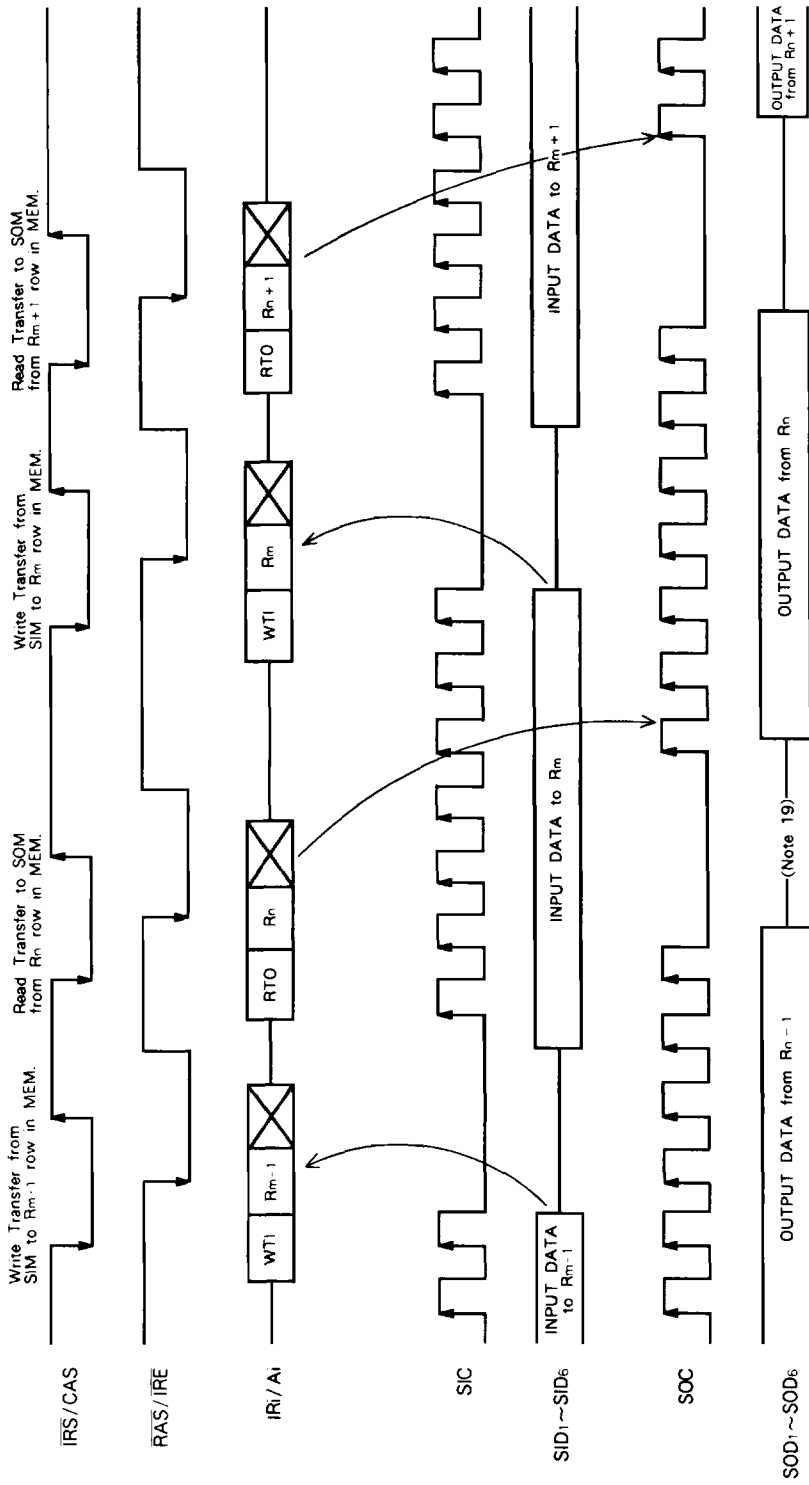 Write Transfer from
SIM to Rm-1 row in MEM.
Read Transfer to SOM
from Rn row in MEM.
Write Transfer from
SIM to Rm row in MEM.
Read Transfer to SOM
from Rm+1 row in MEM.
IRS/CAS
RAS/IRE
IRi/Ai
WTI
Rm-1
RTO
Rn
WTI
Rm
RTO
Rn+1
SIC
SID1~SID6
INPUT DATA
to Rm-1
INPUT DATA to Rm
INPUT DATA to Rm+1
SOC
SOD1~SOD6
OUTPUT DATA from Rn-1
(Note 19)
OUTPUT DATA from Rn
OUTPUT DATA
from Rn+1